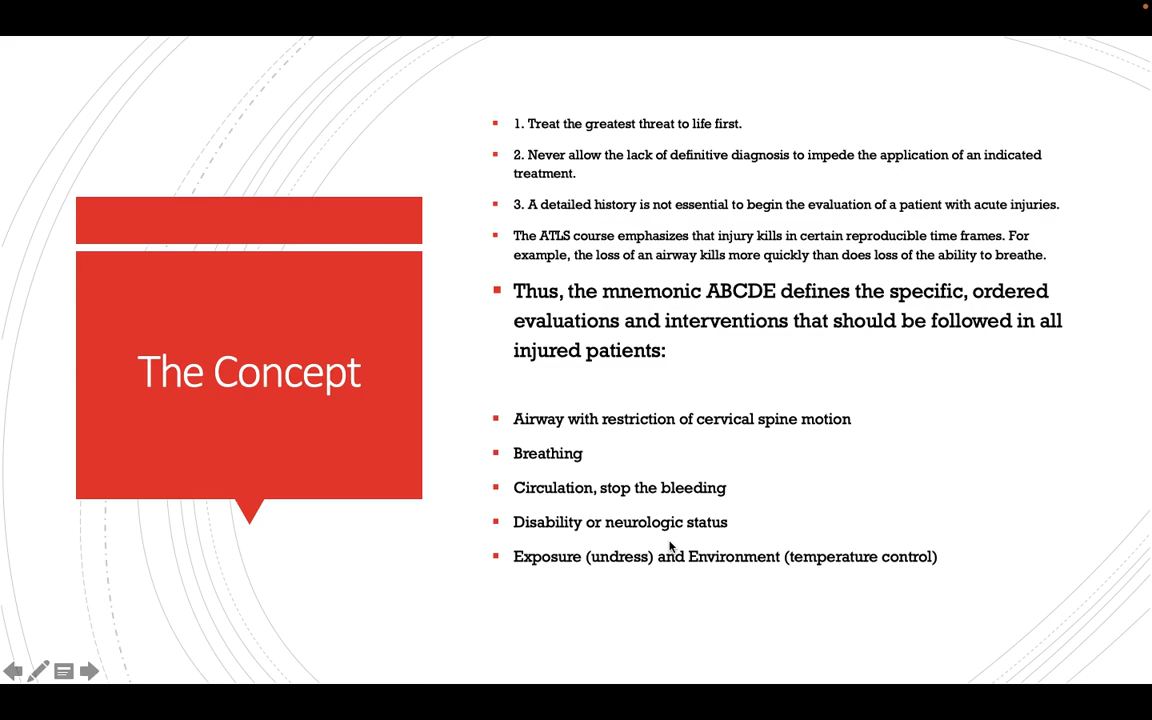 The Concept
1. Treat the greatest threat to life first.
2. Never allow the lack of definitive diagnosis to impede the application of an indicated
treatment.
3. A detailed history is not essential to begin the evaluation of a patient with acute injuries.
The ATLS course emphasizes that injury kills in certain reproducible time frames. For
example, the loss of an airway kills more quickly than does loss of the ability to breathe.
Thus, the mnemonic ABCDE defines the specific, ordered
evaluations and interventions that should be followed in all
injured patients:
Airway with restriction of cervical spine motion
Breathing
Circulation, stop the bleeding
Disability or neurologic status
Exposure (undress) and Environment (temperature control)